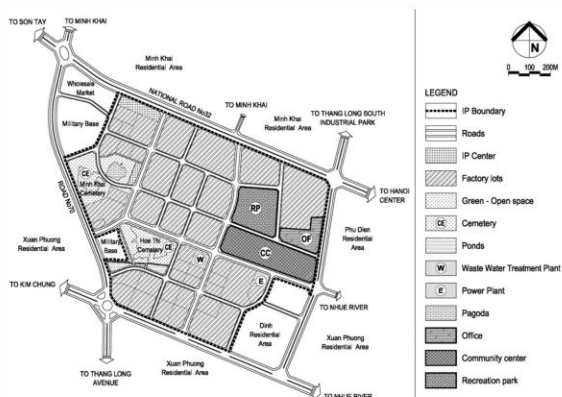 TO SON TAY
TO MINH KHAI
Minh Khai
Residential Area
NATIONAL ROAD No32
Wholesale
Market
Military Base
TO MINH KHAI
Minh Khai
Residential Area
TO THANG LONG SOUTH
INDUSTRIAL PARK
N
0 100 200M
ROAD No70
CE
Minh Khai
Cemetery
RP
TO HANOI
CENTER
OF
Phu Dien
Residential
Area
Xuan Phuong
Residential Area
Military
Base
Hoe Thi
Cematary
CE
CC
W
E
TO KIM CHUNG
TO NHUE RIVER
Dinh
Residential
Area
Xuan Phuong
Residential Area
Xuan Phuong
Residential Area
TO THANG LONG
AVENUE
TO NHUE RIVER
LEGEND
IP Boundary
Roads
IP Center
Factory lots
Green - Open space
CE Cemetery
Ponds
W Waste Water Treatment Plant
E Power Plant
Pagoda
Office
Community center
Recreation park